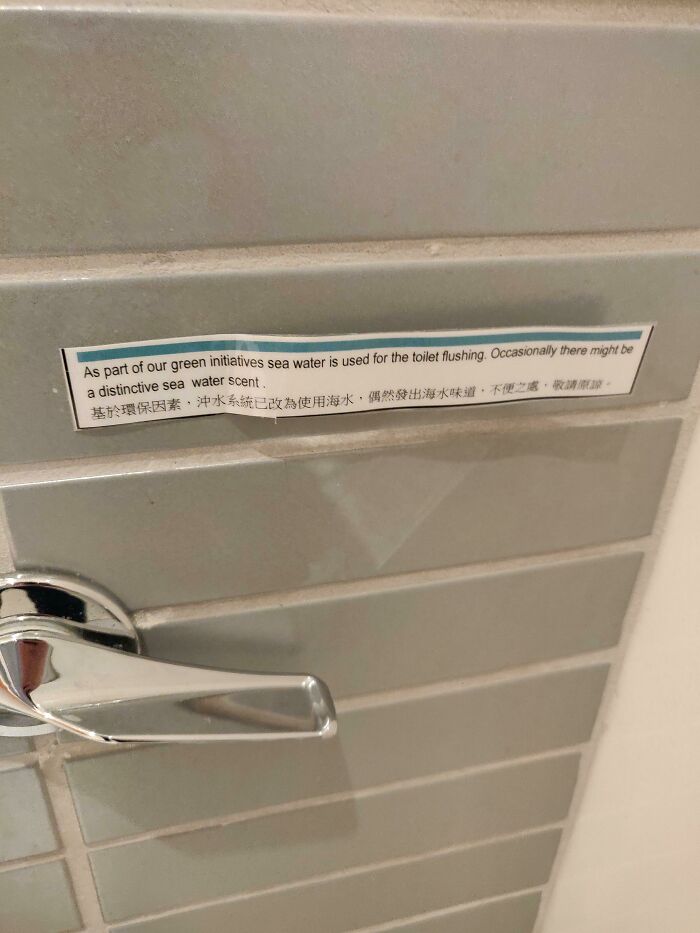 As part of our green initiatives sea water is used for the toilet flushing. Occasionally there might be
a distinctive sea water scent .
基於環保因素，沖水系統已改為使用海水，偶然發出海水味道，不便之處，敬請原諒。